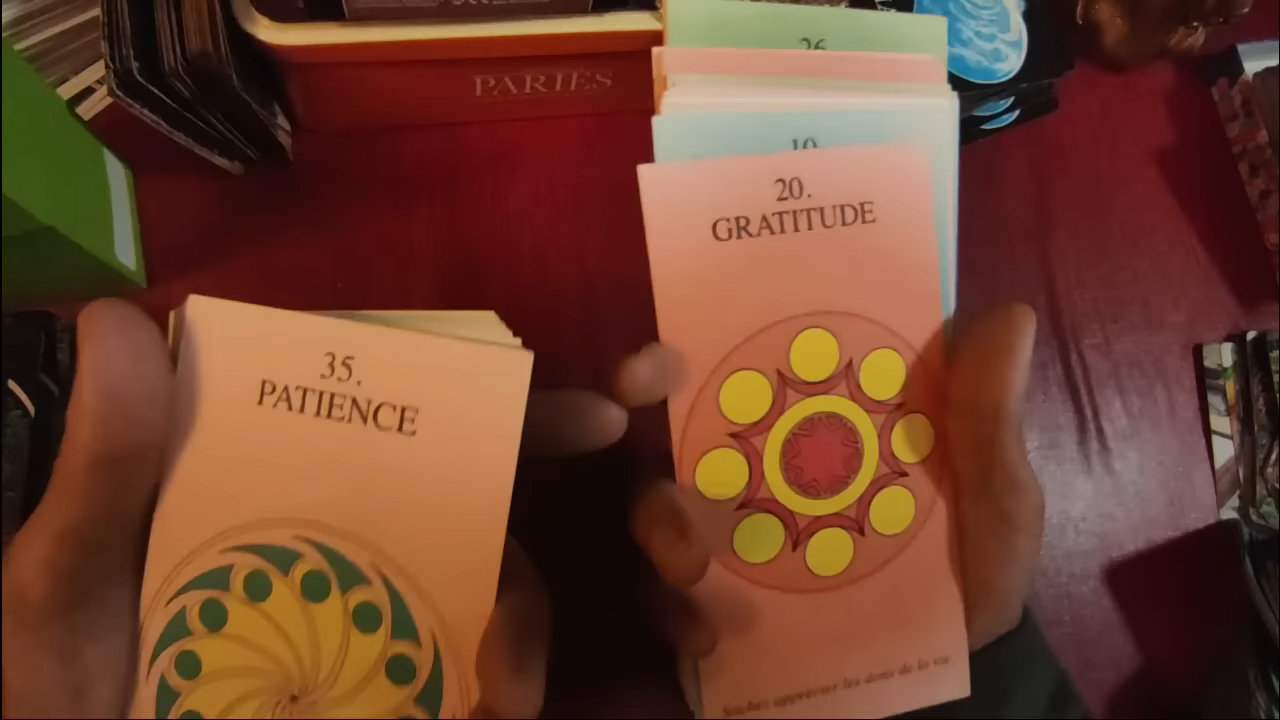 PARIÈS
26
10
20.
GRATITUDE
35.
PATIENCE
Sachez apprécier les dons de la vie.